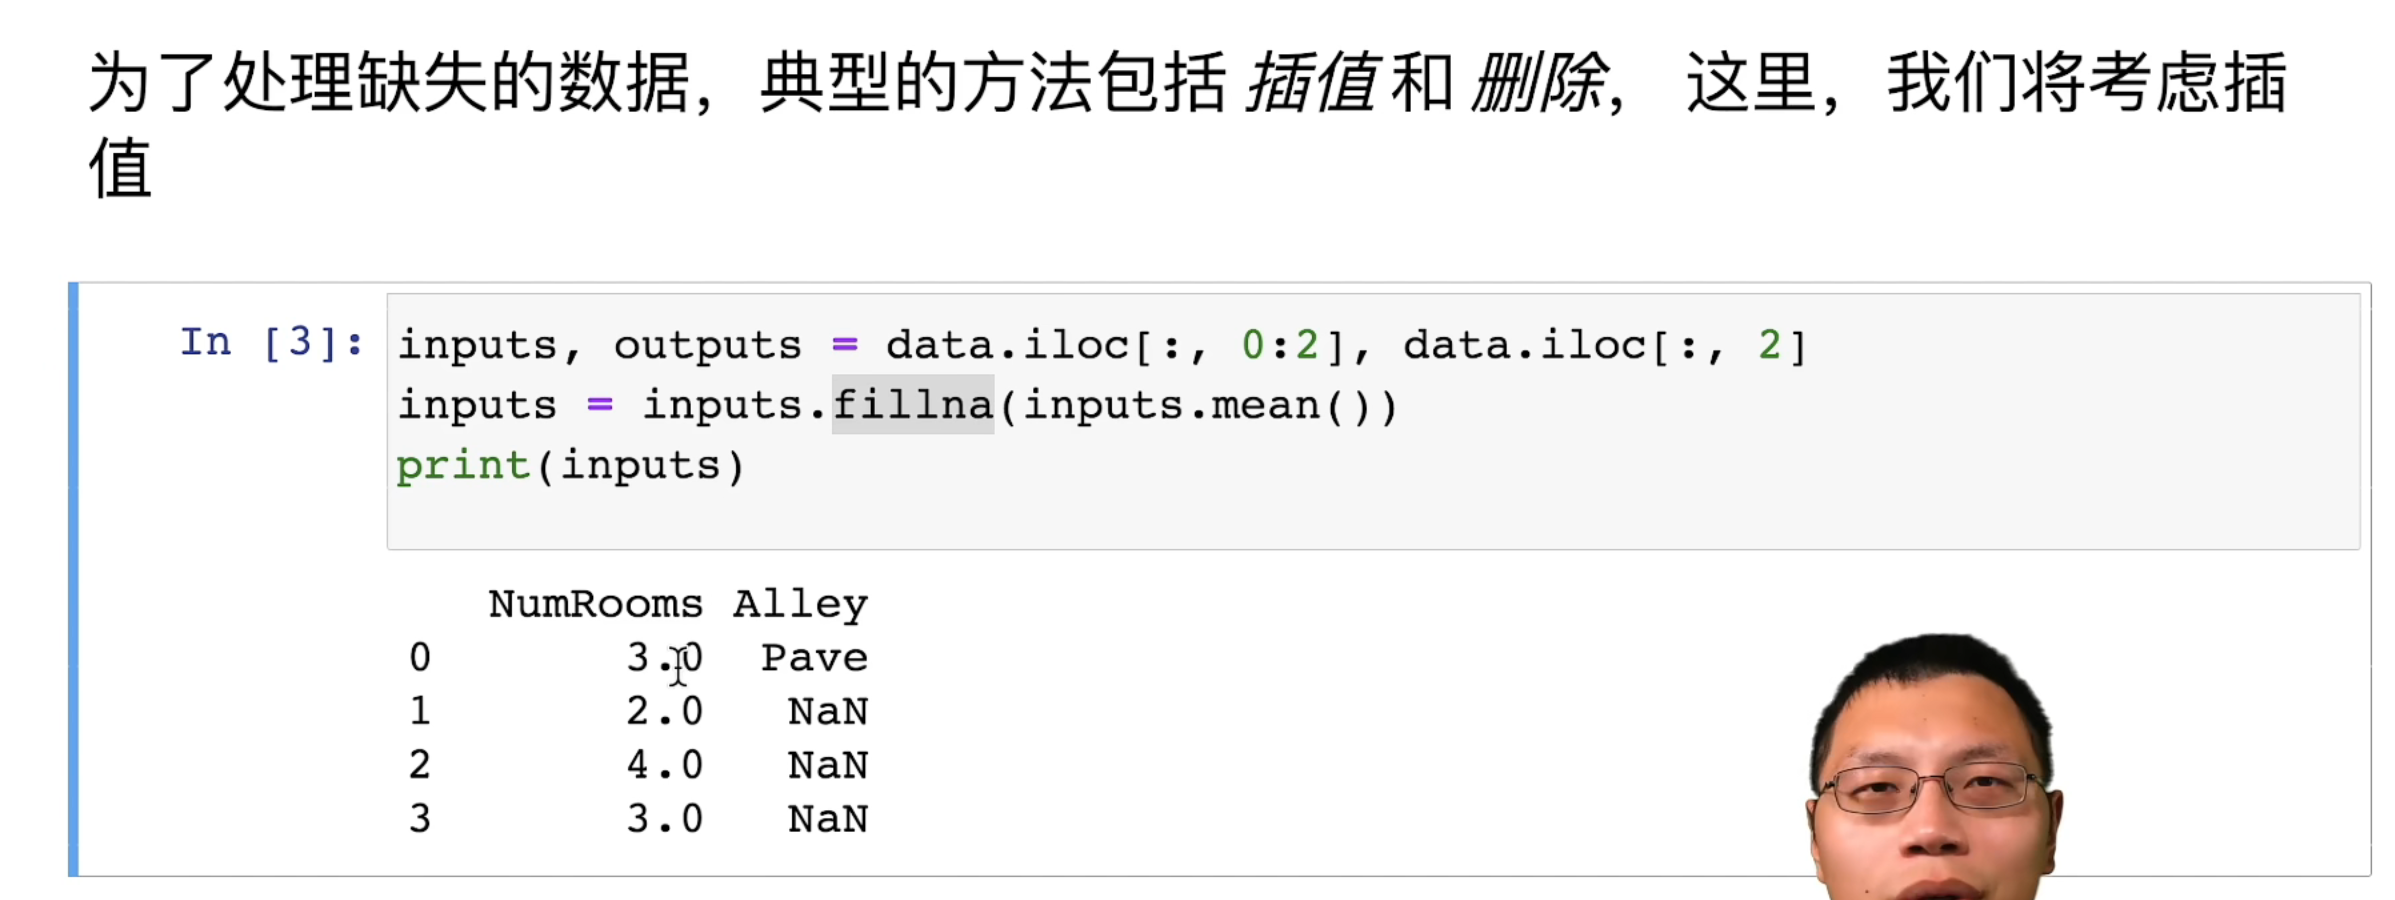 为了处理缺失的数据，典型的方法包括 插值 和 删除， 这里，我们将考虑插
值
In [3]: inputs, outputs = data.iloc[:, 0:2], data.iloc[:, 2]
inputs = inputs.fillna(inputs.mean())
print(inputs)
NumRooms Alley
0 3.0 Pave
1 2.0 NaN
2 4.0 NaN
3 3.0 NaN